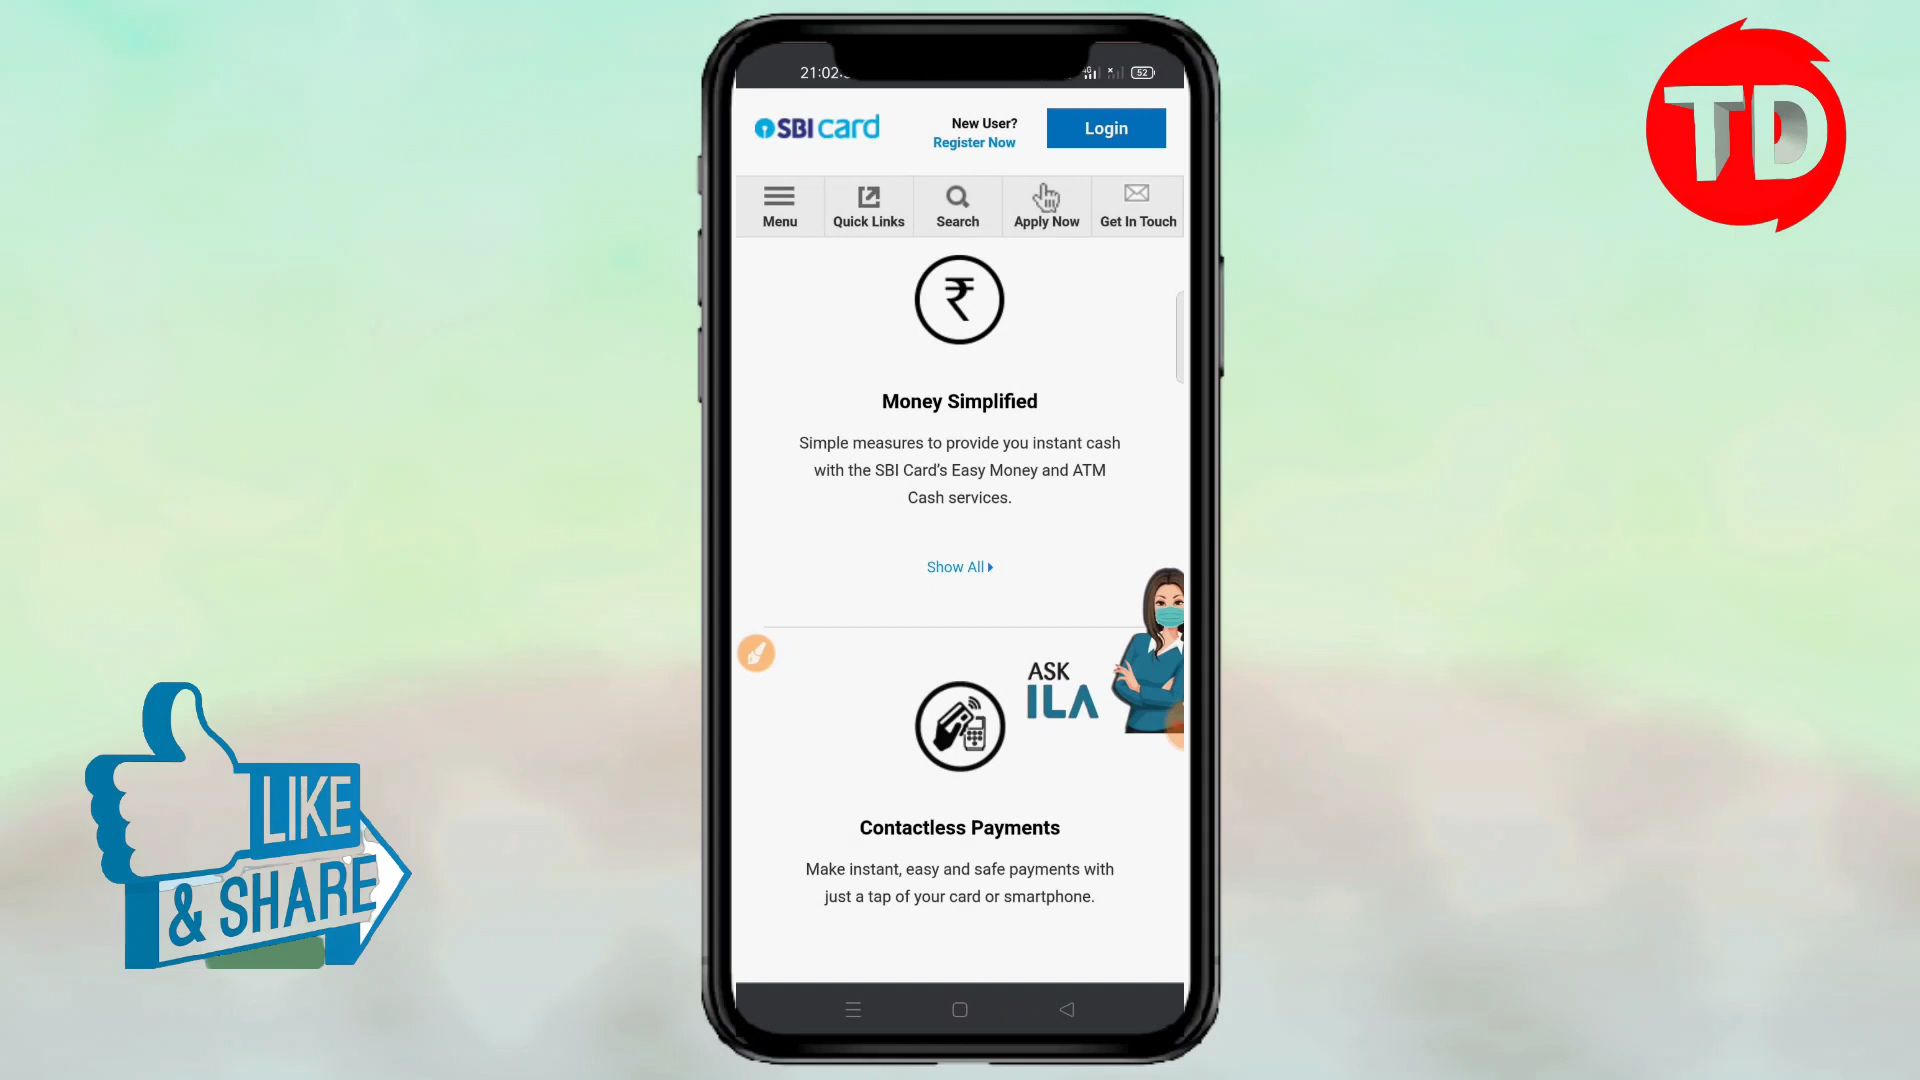 TD
21:02
52
SBI card
New User?
Register Now
Login
Menu
Quick Links
Search
Apply Now
Get In Touch
₹
Money Simplified
Simple measures to provide you instant cash
with the SBI Card's Easy Money and ATM
Cash services.
Show All
ASK
ILA
Contactless Payments
Make instant, easy and safe payments with
just a tap of your card or smartphone.
LIKE
& SHARE